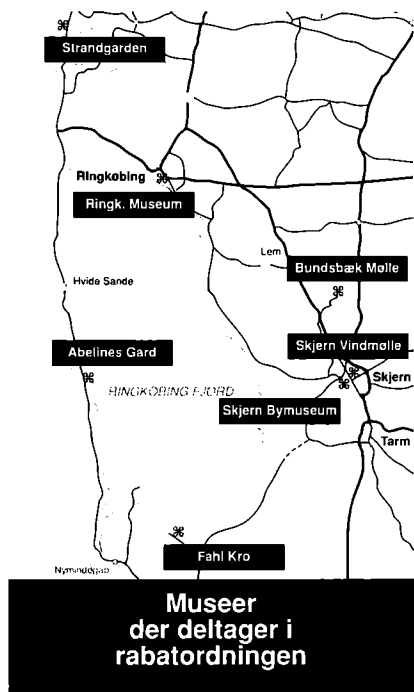 Strandgarden
Ringkøbing
Ringk. Museum
Lem
Bundsbæk Mølle
Hvide Sande
Skjern Vindmølle
Abelines Gard
Skjern
RINGKØBING FJORD
Skjern Bymuseum
Tarm
Fahl Kro
Nymindegab
Museer
der deltager i
rabatordningen